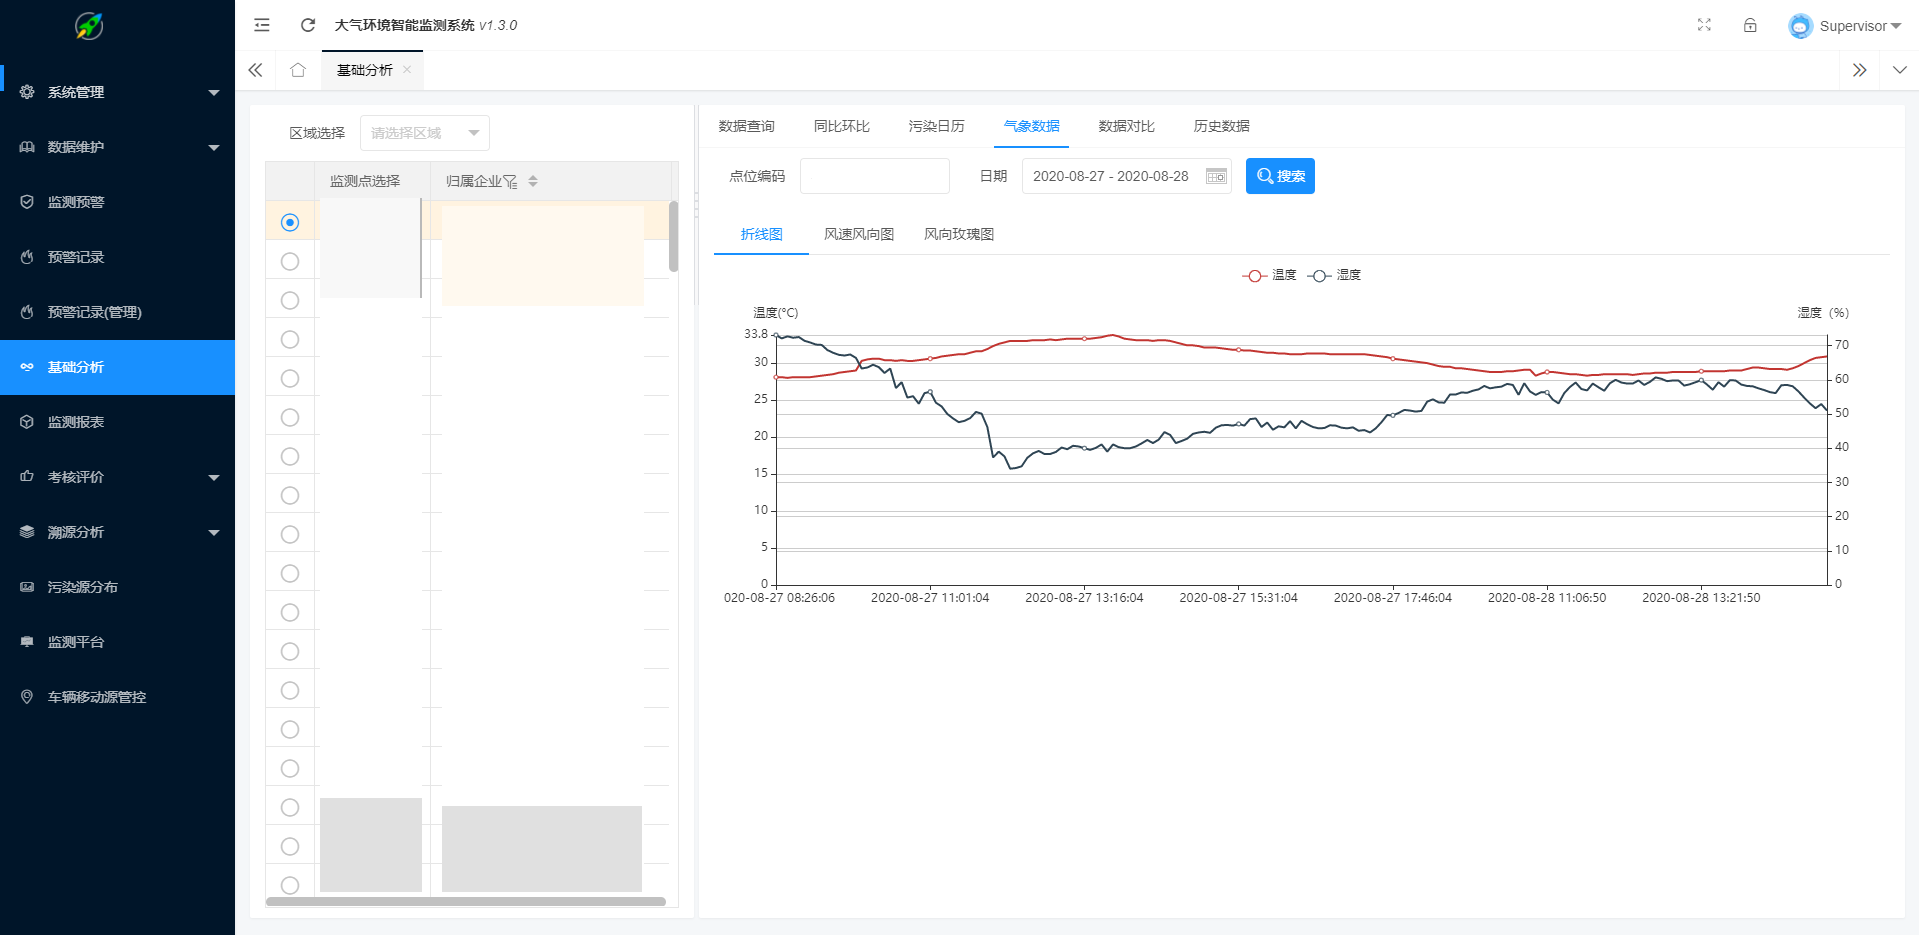 大气环境智能监测系统 v1.3.0
Supervisor
基础分析
系统管理
数据维护
监测预警
预警记录
预警记录(管理)
基础分析
监测报表
考核评价
溯源分析
污染源分布
监测平台
车辆移动源管控
区域选择 请选择区域
监测点选择 归属企业
数据查询 同比环比 污染日历 气象数据 数据对比 历史数据
点位编码 日期 2020-08-27 - 2020-08-28 搜索
折线图 风速风向图 风向玫瑰图
温度 湿度
温度(°C) 湿度（%）
33.8
70
30
60
25
50
20
40
15
30
10
20
5
10
0 0
020-08-27 08:26:06 2020-08-27 11:01:04 2020-08-27 13:16:04 2020-08-27 15:31:04 2020-08-27 17:46:04 2020-08-28 11:06:50 2020-08-28 13:21:50